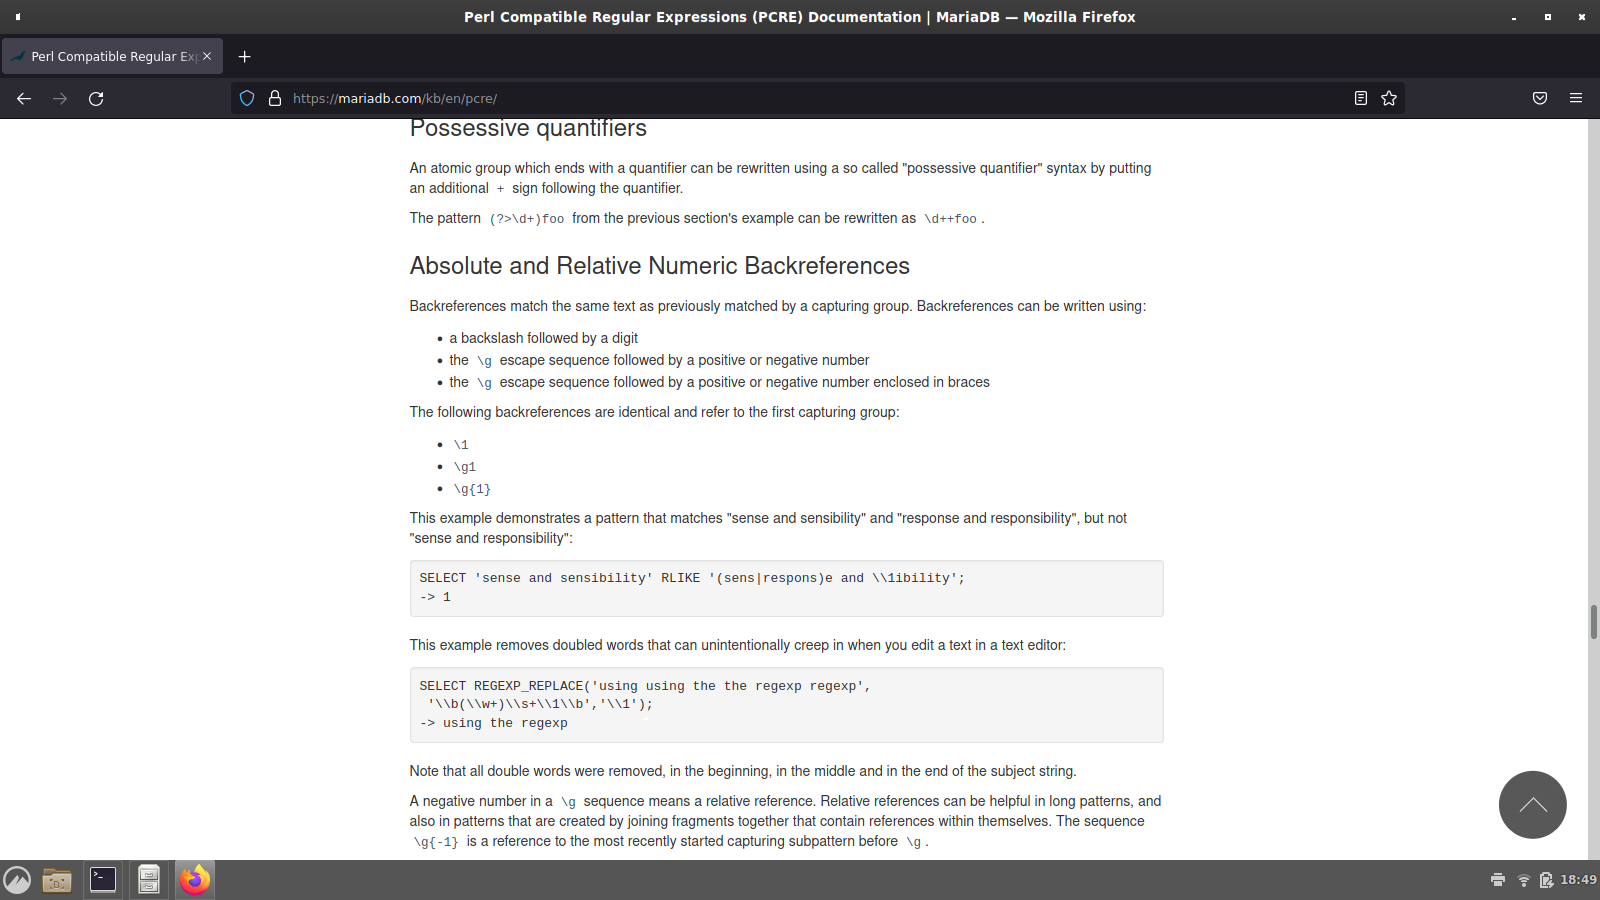 Perl Compatible Regular Expressions (PCRE) Documentation | MariaDB — Mozilla Firefox
Perl Compatible Regular Exp
https://mariadb.com/kb/en/pcre/
Possessive quantifiers
An atomic group which ends with a quantifier can be rewritten using a so called "possessive quantifier" syntax by putting
an additional + sign following the quantifier.
The pattern (?>\d+)foo from the previous section's example can be rewritten as \d++foo .
Absolute and Relative Numeric Backreferences
Backreferences match the same text as previously matched by a capturing group. Backreferences can be written using:
• a backslash followed by a digit
• the \g escape sequence followed by a positive or negative number
• the \g escape sequence followed by a positive or negative number enclosed in braces
The following backreferences are identical and refer to the first capturing group:
• \1
• \g1
• \g{1}
This example demonstrates a pattern that matches "sense and sensibility" and "response and responsibility", but not
"sense and responsibility":
SELECT 'sense and sensibility' RLIKE '(sens|respons)e and \\1ibility';
-> 1
This example removes doubled words that can unintentionally creep in when you edit a text in a text editor:
SELECT REGEXP_REPLACE('using using the the regexp regexp',
'\\b(\\w+)\\s+\\1\\b','\\1');
-> using the regexp
Note that all double words were removed, in the beginning, in the middle and in the end of the subject string.
A negative number in a \g sequence means a relative reference. Relative references can be helpful in long patterns, and
also in patterns that are created by joining fragments together that contain references within themselves. The sequence
\g{-1} is a reference to the most recently started capturing subpattern before \g .
18:49